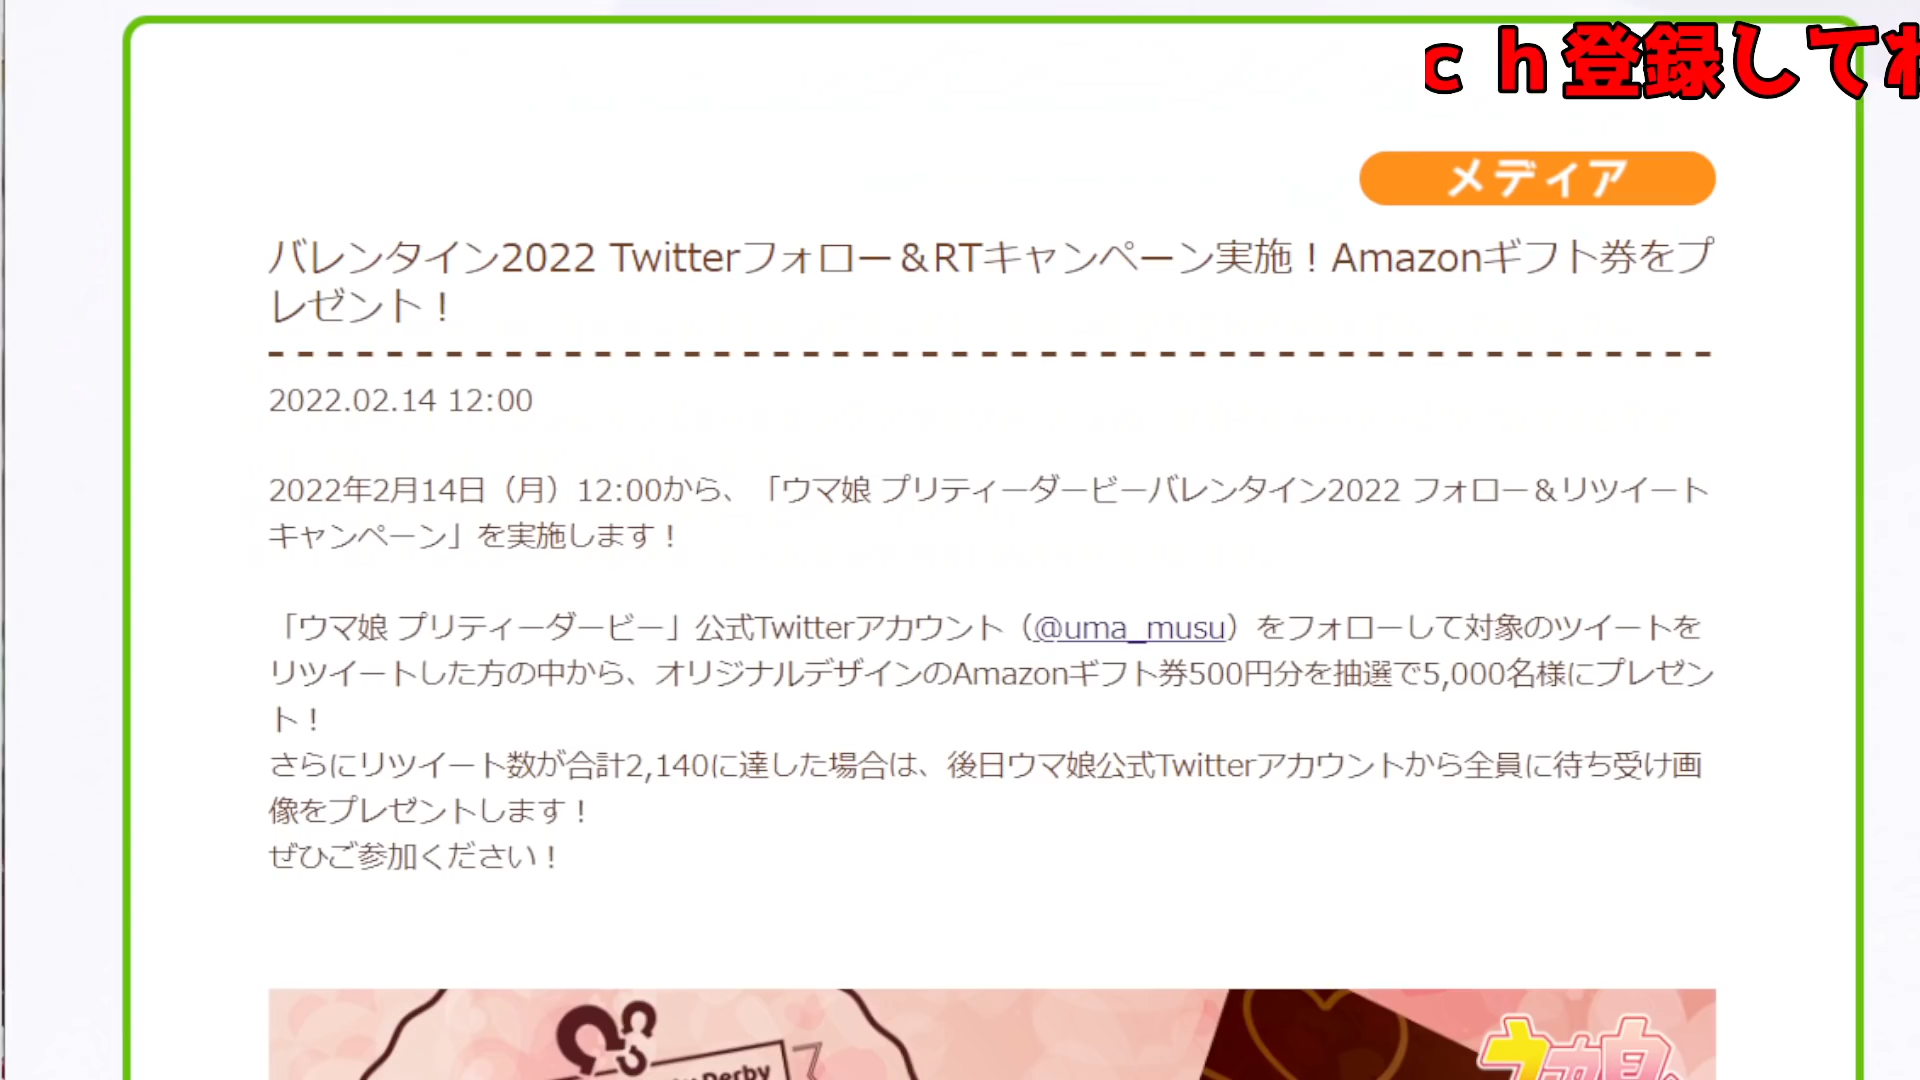 ｃｈ登録してね
メディア
バレンタイン2022 Twitterフォロー＆RTキャンペーン実施！Amazonギフト券をプ
レゼント！
2022.02.14 12:00
2022年2月14日（月）12:00から、「ウマ娘 プリティーダービーバレンタイン2022 フォロー＆リツイート
キャンペーン」を実施します！
「ウマ娘 プリティーダービー」公式Twitterアカウント（@uma_musu）をフォローして対象のツイートを
リツイートした方の中から、オリジナルデザインのAmazonギフト券500円分を抽選で5,000名様にプレゼン
ト！
さらにリツイート数が合計2,140に達した場合は、後日ウマ娘公式Twitterアカウントから全員に待ち受け画
像をプレゼントします！
ぜひご参加ください！
Derby
ウマ娘